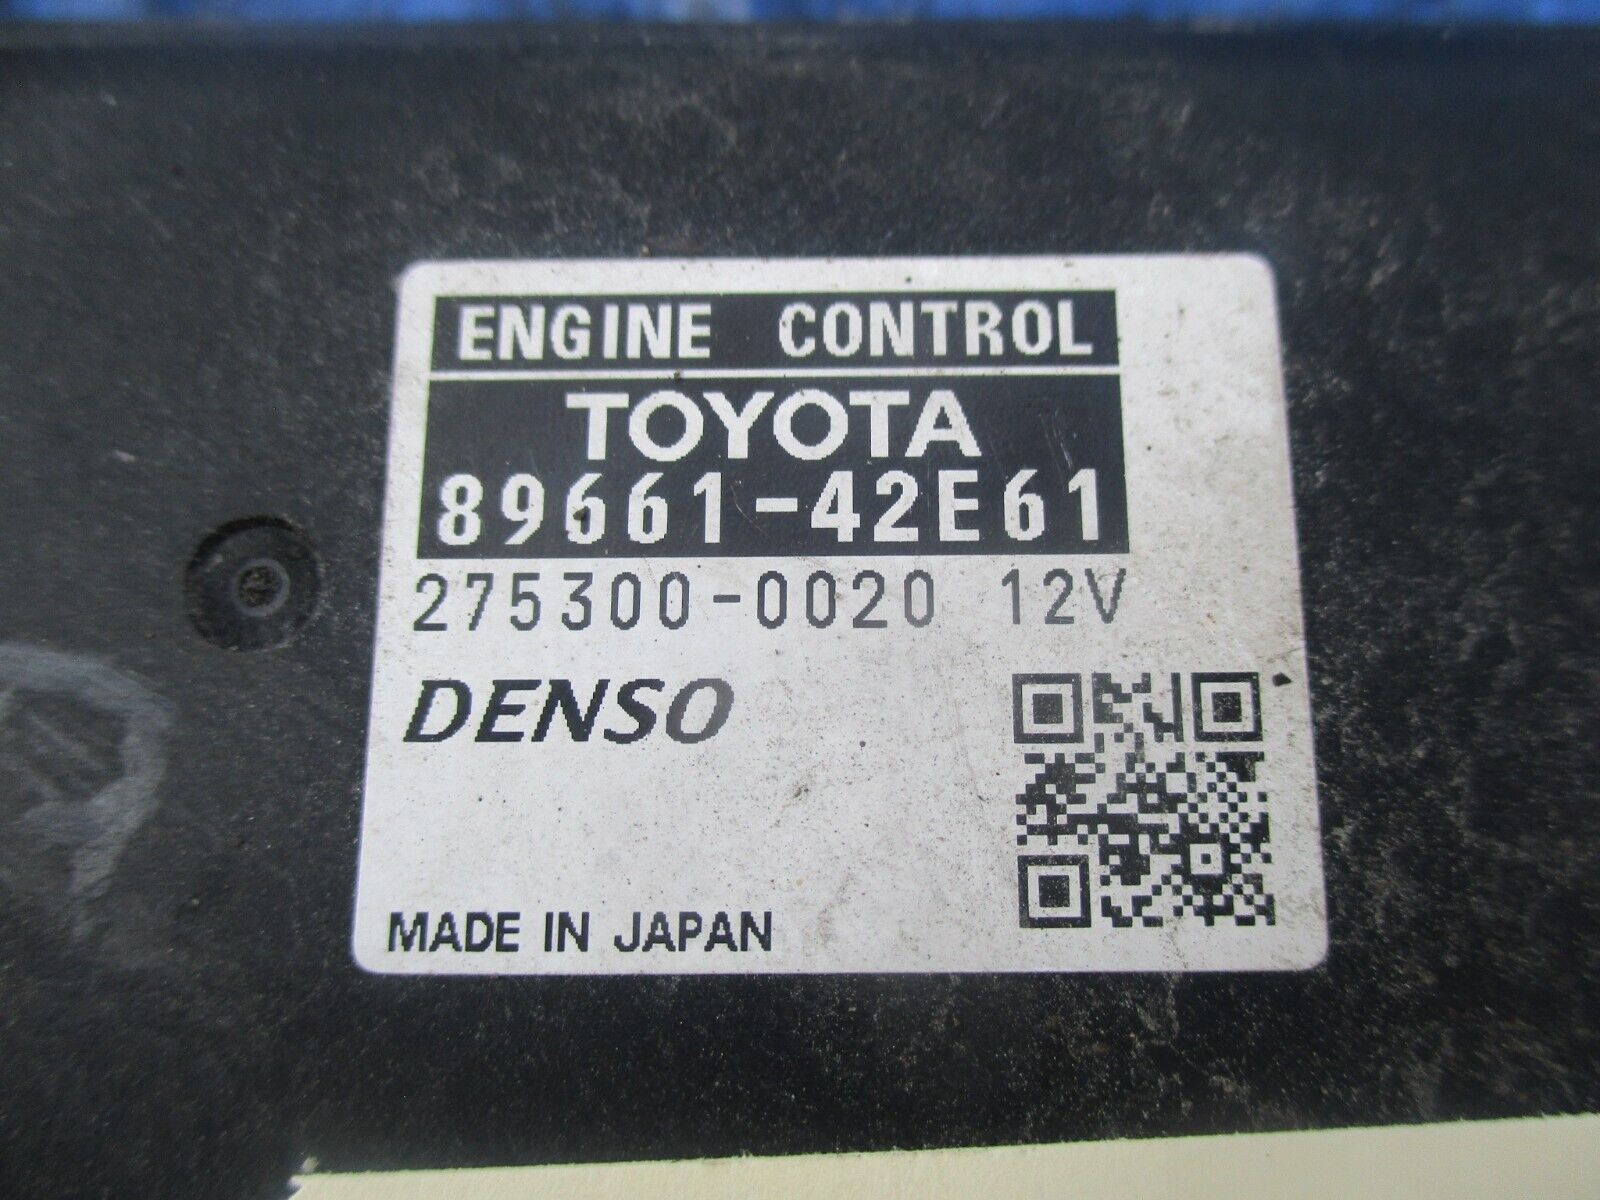 ENGINE CONTROL
TOYOTA
89661-42E61
275300-0020 12V
DENSO
MADE IN JAPAN